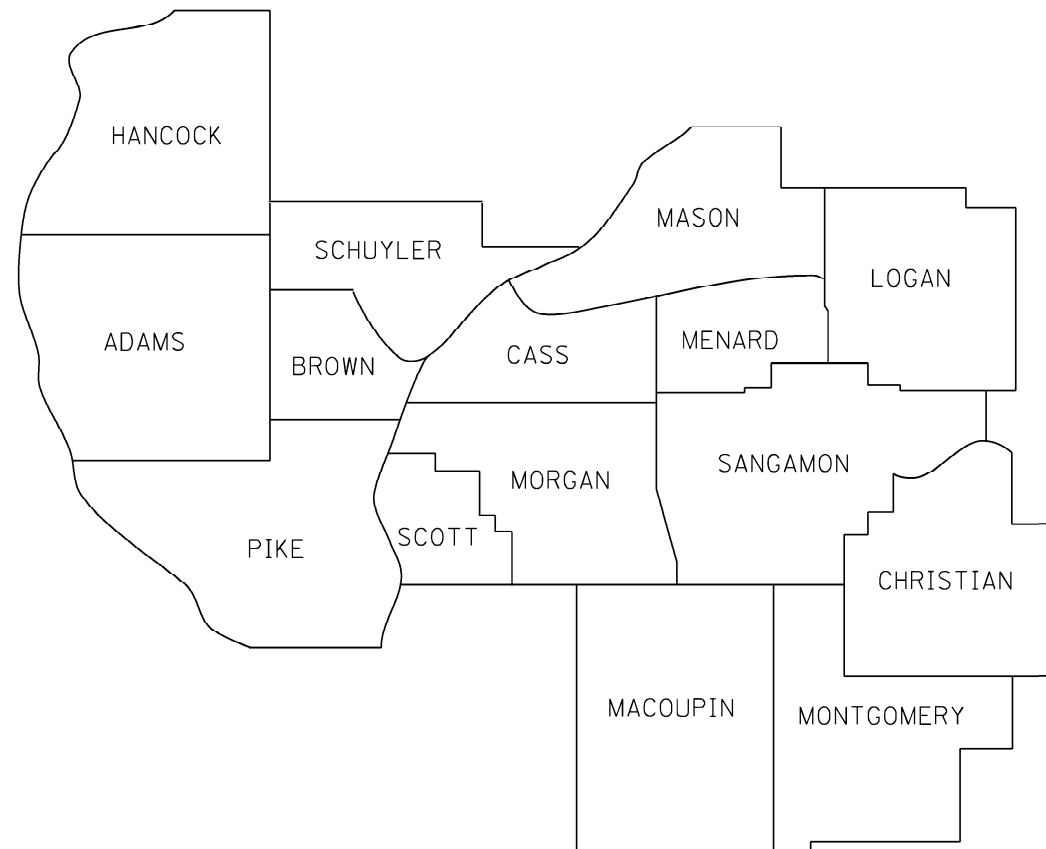 HANCOCK
MASON
SCHUYLER
LOGAN
ADAMS
MENARD
CASS
BROWN
SANGAMON
MORGAN
SCOTT
PIKE
CHRISTIAN
MACOUPIN
MONTGOMERY